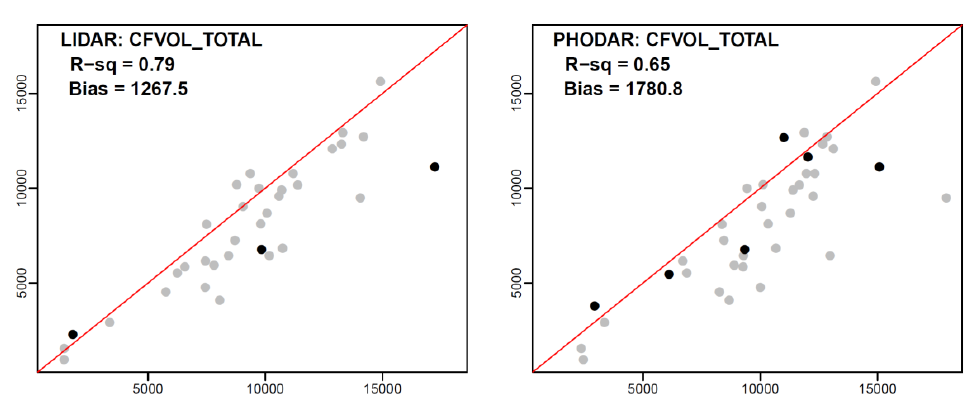 LIDAR: CFVOL_TOTAL
R−sq = 0.79
Bias = 1267.5
15000
10000
5000
5000 10000 15000
PHODAR: CFVOL_TOTAL
R−sq = 0.65
Bias = 1780.8
15000
10000
5000
5000 10000 15000